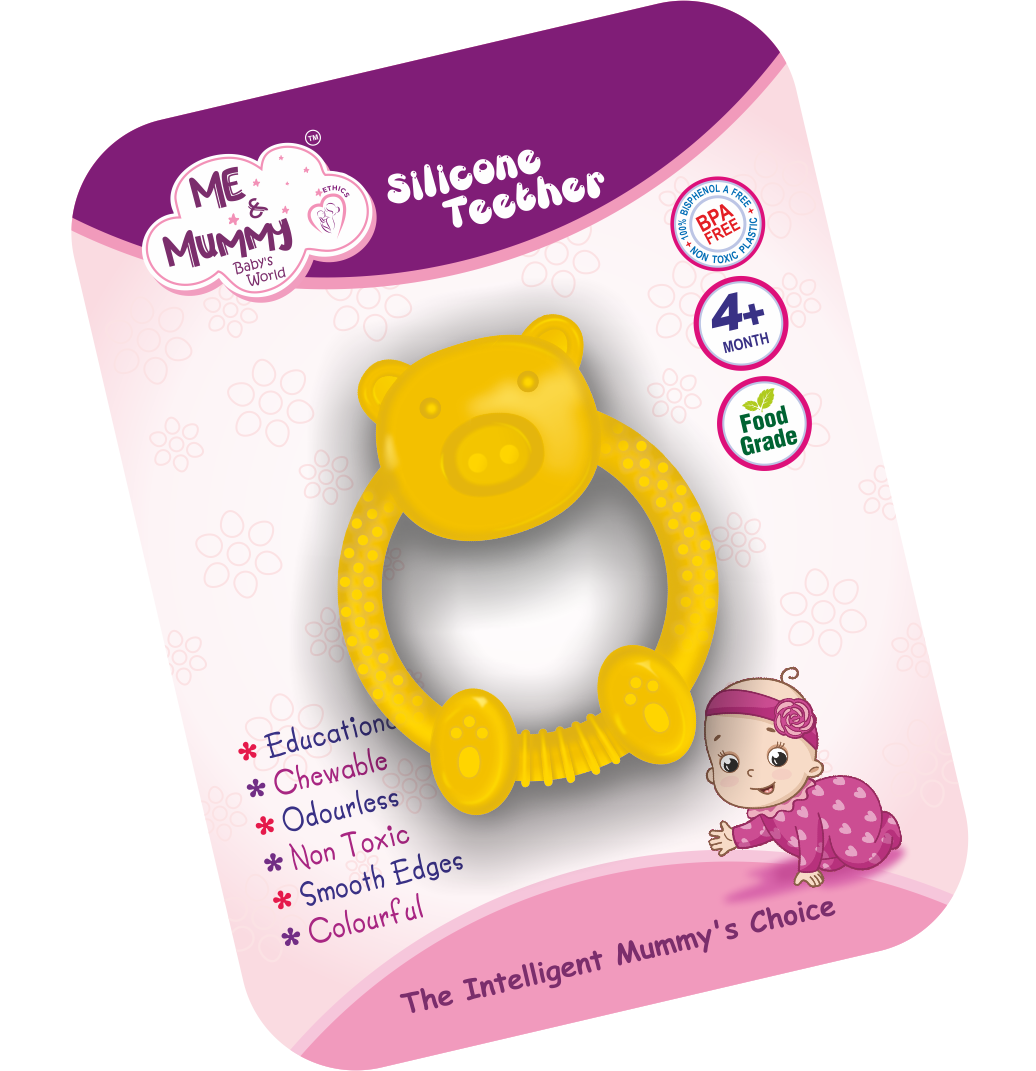 TM
ME
&
Mummy
Baby's
World
ETHICS
Silicone
Teether
100% BISPHENOL A FREE
BPA
FREE
NON TOXIC PLASTIC
4+
MONTH
Food
Grade
Chewable
Odourless
Non Toxic
Smooth Edges
Colourful
The Intelligent Mummy's Choice